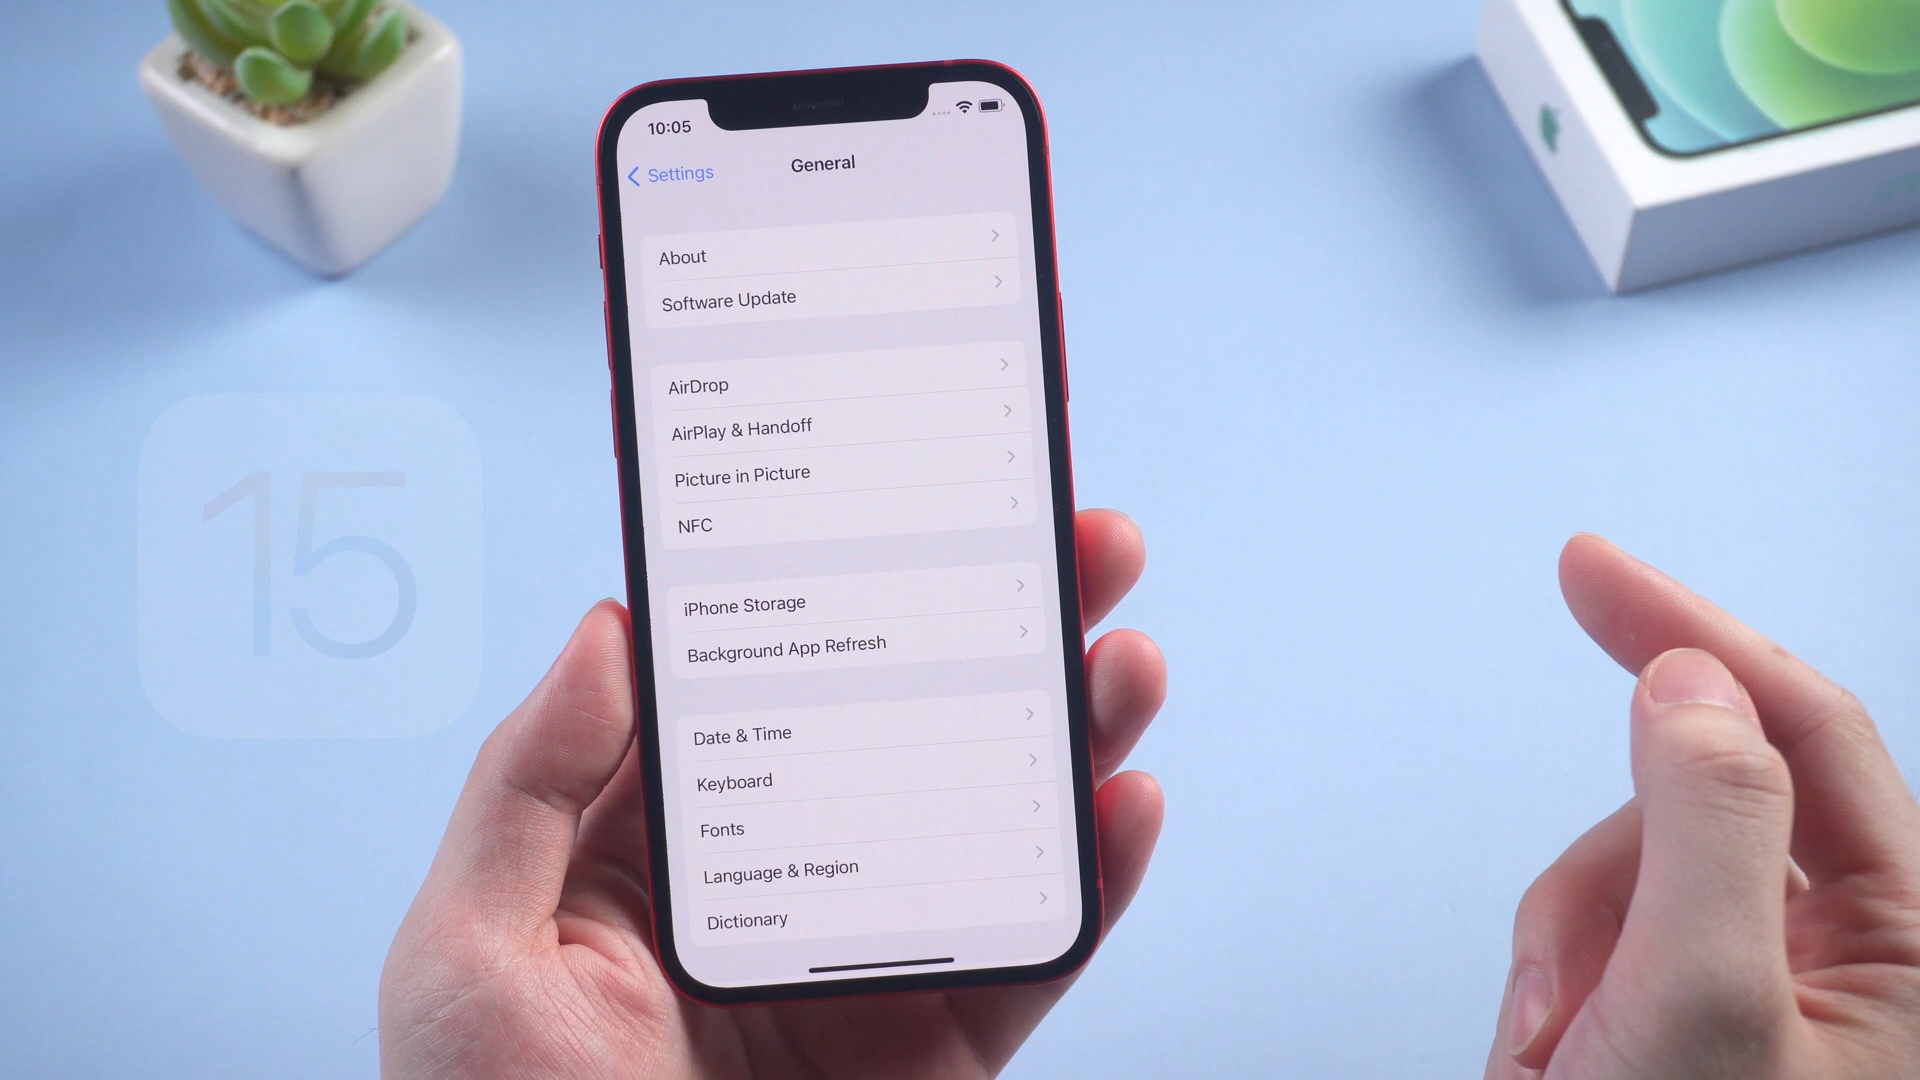 10:05
Settings
General
About
Software Update
AirDrop
AirPlay & Handoff
Picture in Picture
NFC
iPhone Storage
Background App Refresh
Date & Time
Keyboard
Fonts
Language & Region
Dictionary
15